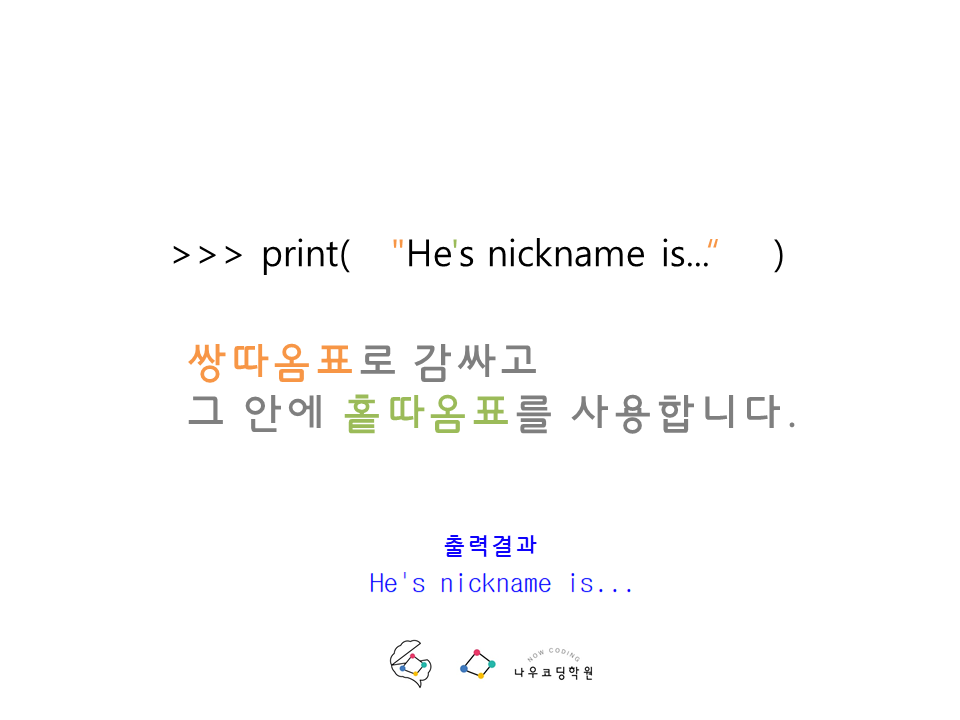 >>> print( "He's nickname is...“ )
쌍따옴표로 감싸고
그 안에 홑따옴표를 사용합니다.
출력결과
He's nickname is...
NOW CODING
나우코딩학원